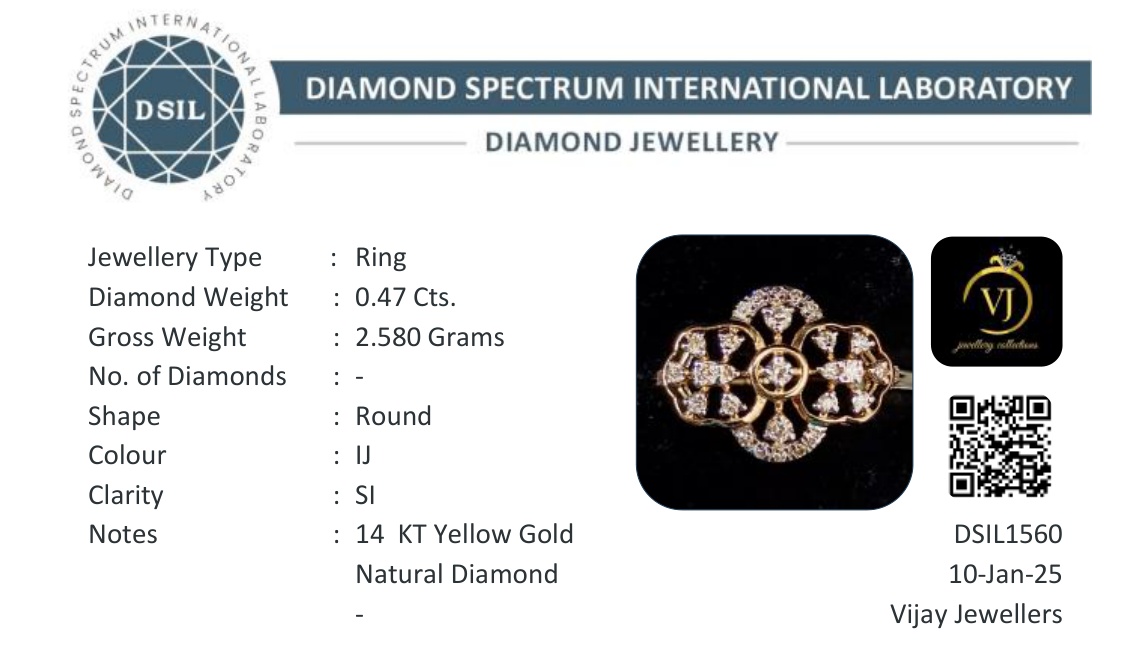 DIAMOND SPECTRUM INTERNATIONAL LABORATORY
DSIL
DIAMOND SPECTRUM INTERNATIONAL LABORATORY
DIAMOND JEWELLERY
Jewellery Type : Ring
Diamond Weight : 0.47 Cts.
Gross Weight : 2.580 Grams
No. of Diamonds : -
Shape : Round
Colour : IJ
Clarity : SI
Notes : 14 KT Yellow Gold
Natural Diamond
-
VJ
jewellery collections
DSIL1560
10-Jan-25
Vijay Jewellers